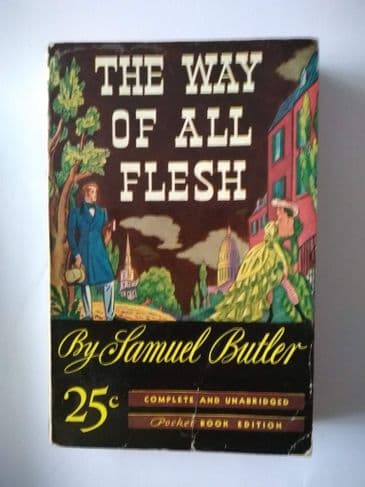 THE WAY
OF ALL
FLESH
By Samuel Butler
25c
COMPLETE AND UNABRIDGED
Pocket BOOK EDITION